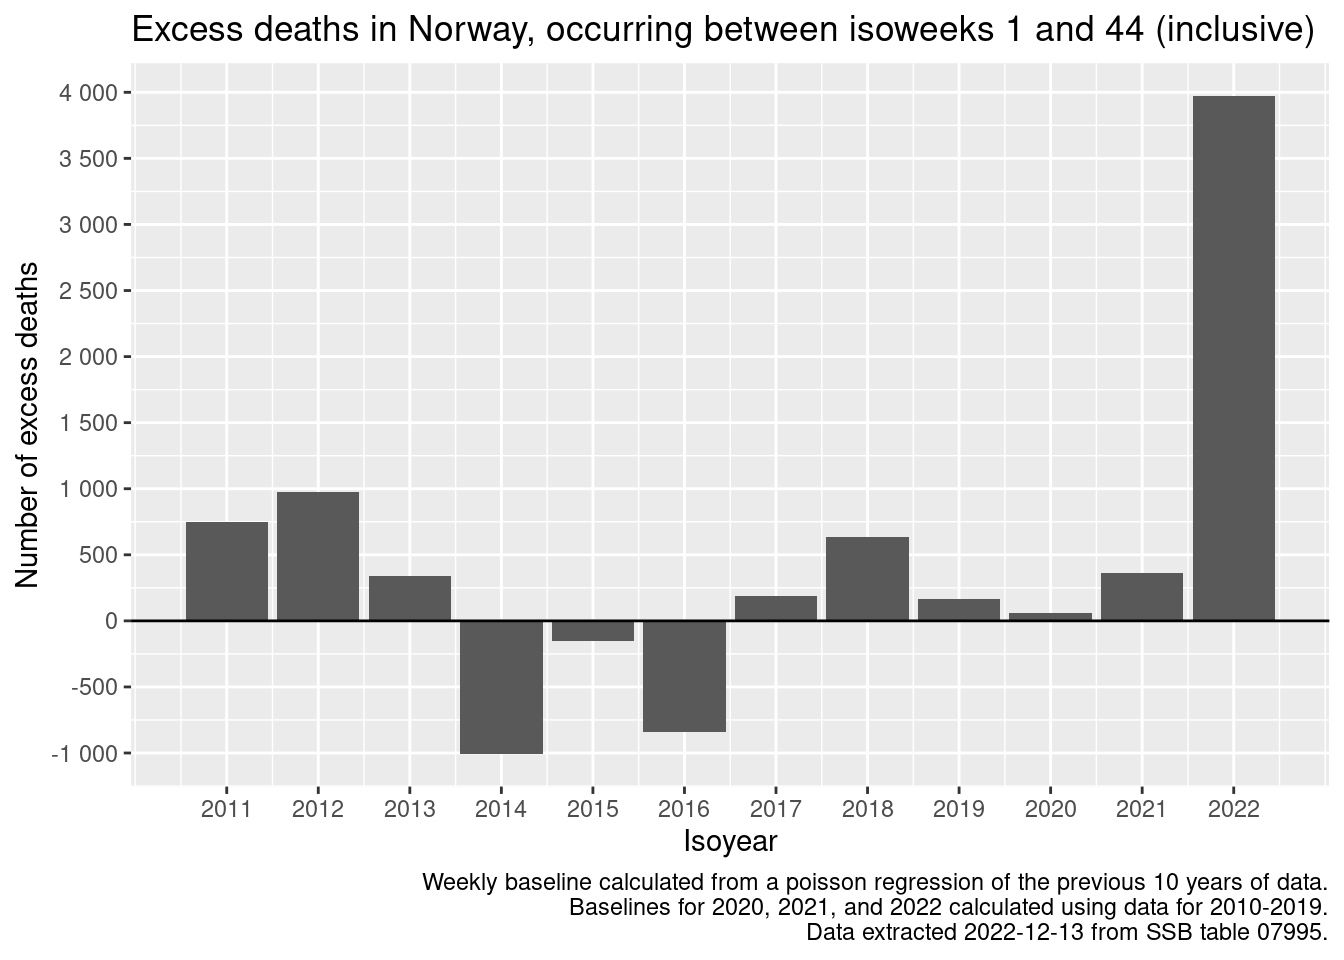 Excess deaths in Norway, occurring between isoweeks 1 and 44 (inclusive)
Number of excess deaths
4 000
3 500
3 000
2 500
2 000
1 500
1 000
500
0
-500
-1 000
2011 2012 2013 2014 2015 2016 2017 2018 2019 2020 2021 2022
Isoyear
Weekly baseline calculated from a poisson regression of the previous 10 years of data.
Baselines for 2020, 2021, and 2022 calculated using data for 2010-2019.
Data extracted 2022-12-13 from SSB table 07995.